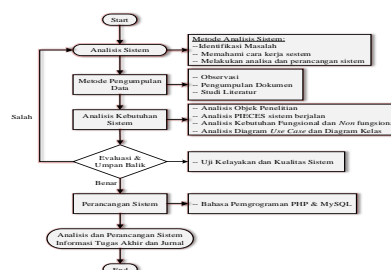 Start
Analisis Sistem
Metode Analisis Sistem:
–Identifikasi Masalah
–Memahami cara kerja sestem
–Melakukan analisa dan perancangan sistem
Metode Pengumpulan
Data
– Observasi
– Pengumpulan Dokumen
– Studi Literatur
Salah
Analisis Kebutuhan
Sistem
– Analisis Objek Penelitian
– Analisis PIECES sistem berjalan
– Analisis Kebutuhan Fungsional dan Non fungsional
– Analisis Diagram Use Case dan Diagram Kelas
Evaluasi &
Umpan Balik
– Uji Kelayakan dan Kualitas Sistem
Benar
Perancangan Sistem
– Bahasa Pemgrograman PHP & MySQL
Analisis dan Perancangan Sistem
Informasi Tugas Akhir dan Jurnal
End